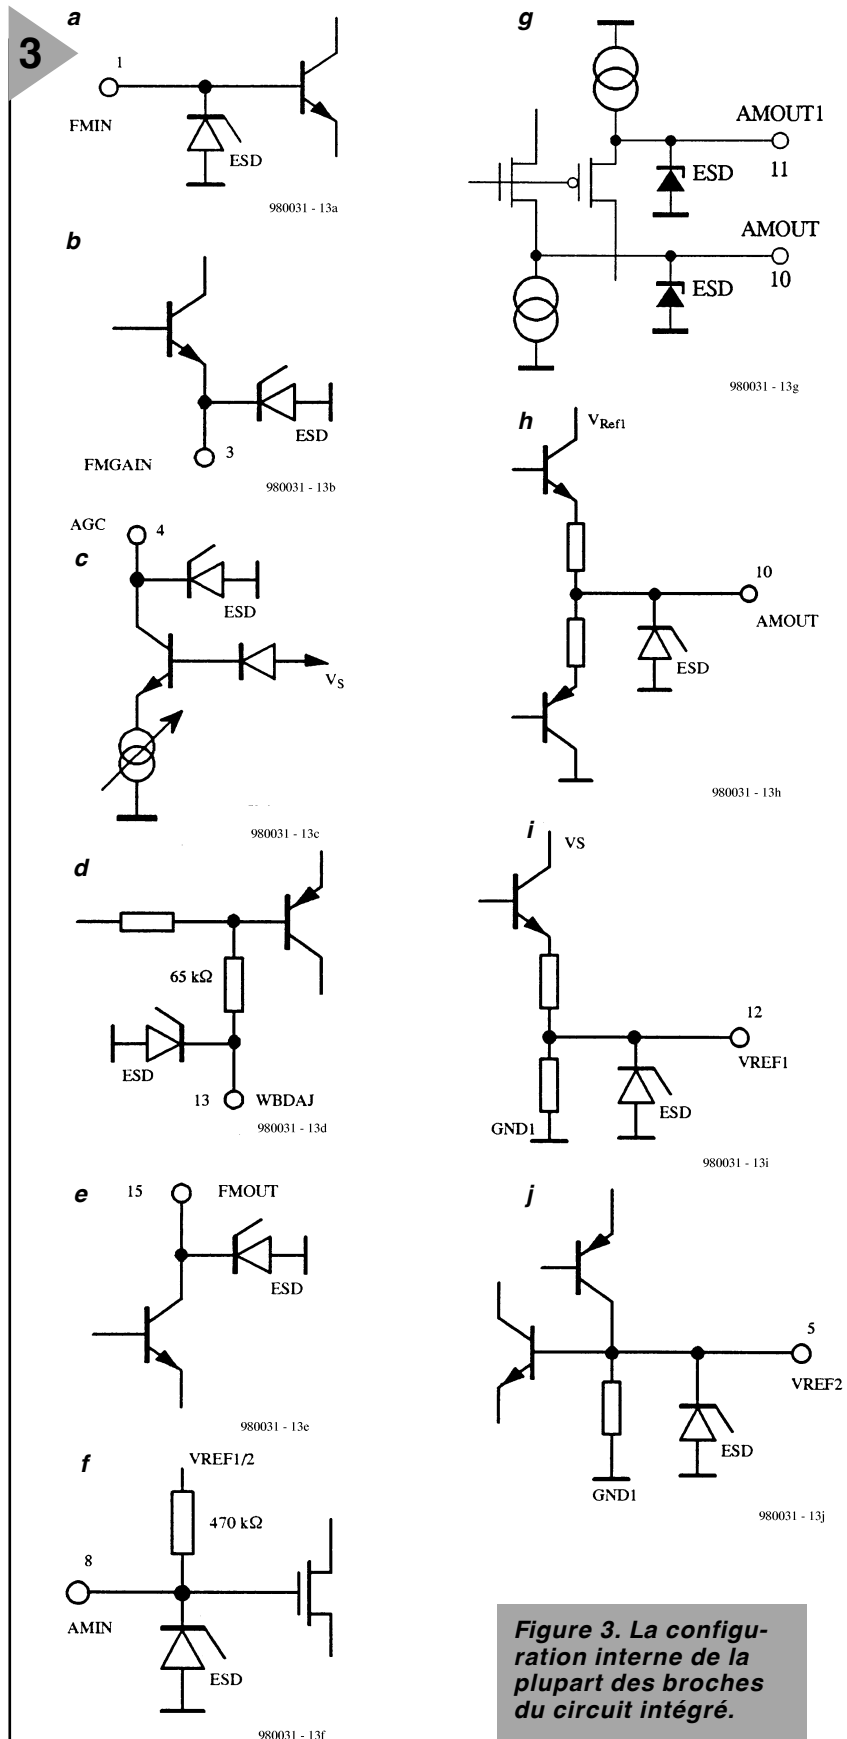 3
a
1
FMIN
ESD
980031 - 13a
b
ESD
3
FMGAIN
980031 - 13b
AGC
4
c
ESD
VS
980031 - 13c
d
65 kΩ
ESD
13
WBDAJ
980031 - 13d
e
15
FMOUT
ESD
980031 - 13e
f
VREF1/2
470 kΩ
8
AMIN
ESD
980031 - 13f
g
AMOUT1
ESD
11
AMOUT
ESD
10
980031 - 13g
h
VRef1
10
AMOUT
ESD
980031 - 13h
i
VS
12
VREF1
ESD
GND1
980031 - 13i
j
5
VREF2
ESD
GND1
980031 - 13j
Figure 3. La configu-
ration interne de la
plupart des broches
du circuit intégré.